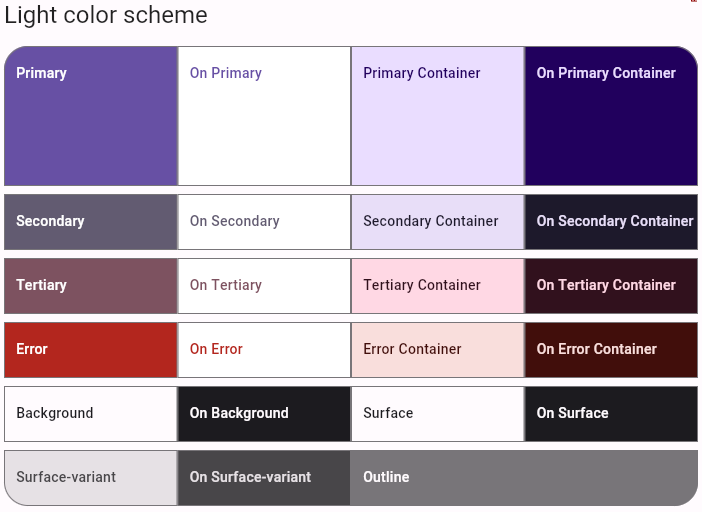 Light color scheme
Primary
On Primary
Primary Container
On Primary Container
Secondary
On Secondary
Secondary Container
On Secondary Container
Tertiary
On Tertiary
Tertiary Container
On Tertiary Container
Error
On Error
Error Container
On Error Container
Background
On Background
Surface
On Surface
Surface-variant
On Surface-variant
Outline